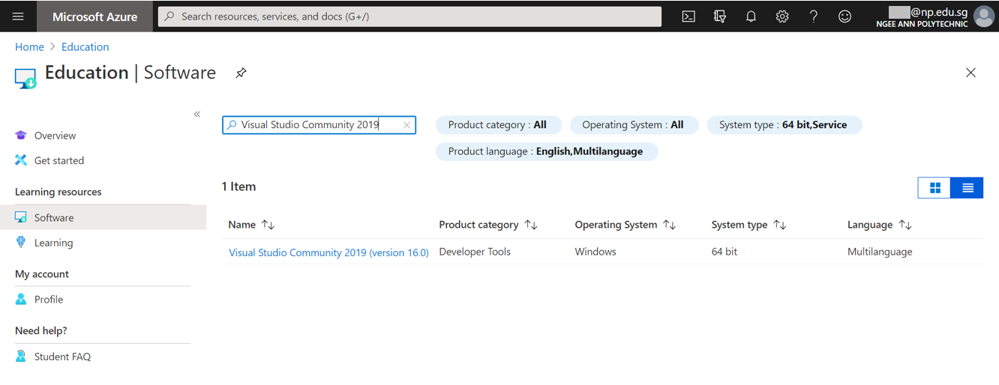 Microsoft Azure
Search resources, services, and docs (G+/)
@np.edu.sg
NGEE ANN POLYTECHNIC
Home > Education
Education | Software
«
Visual Studio Community 2019
Product category : All
Operating System : All
System type : 64 bit,Service
Product language : English,Multilanguage
Overview
Get started
Learning resources
Software
Learning
My account
Profile
Need help?
Student FAQ
1 Item
Name ↑↓ Product category ↑↓ Operating System ↑↓ System type ↑↓ Language ↑↓
Visual Studio Community 2019 (version 16.0) Developer Tools Windows 64 bit Multilanguage